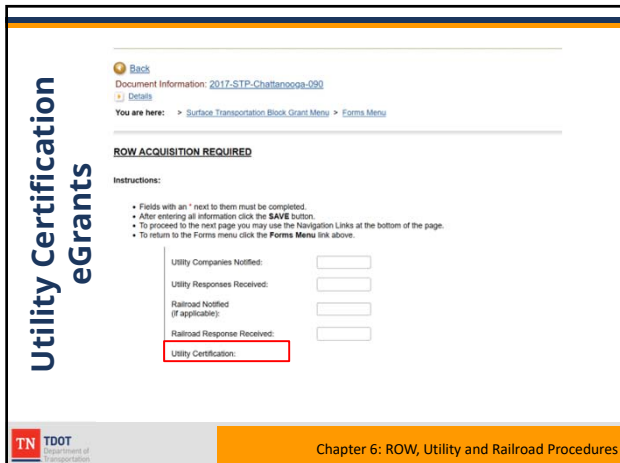 Utility Certification
eGrants
Back
Document Information: 2017-STP-Chattanooga-090
Details
You are here: > Surface Transportation Block Grant Menu > Forms Menu
ROW ACQUISITION REQUIRED
Instructions:
• Fields with an * next to them must be completed.
• After entering all information click the SAVE button.
• To proceed to the next page you may use the Navigation Links at the bottom of the page.
• To return to the Forms menu click the Forms Menu link above.
Utility Companies Notified:
Utility Responses Received:
Railroad Notified
(if applicable):
Railroad Response Received:
Utility Certification:
TN TDOT
Department of
Transportation
Chapter 6: ROW, Utility and Railroad Procedures